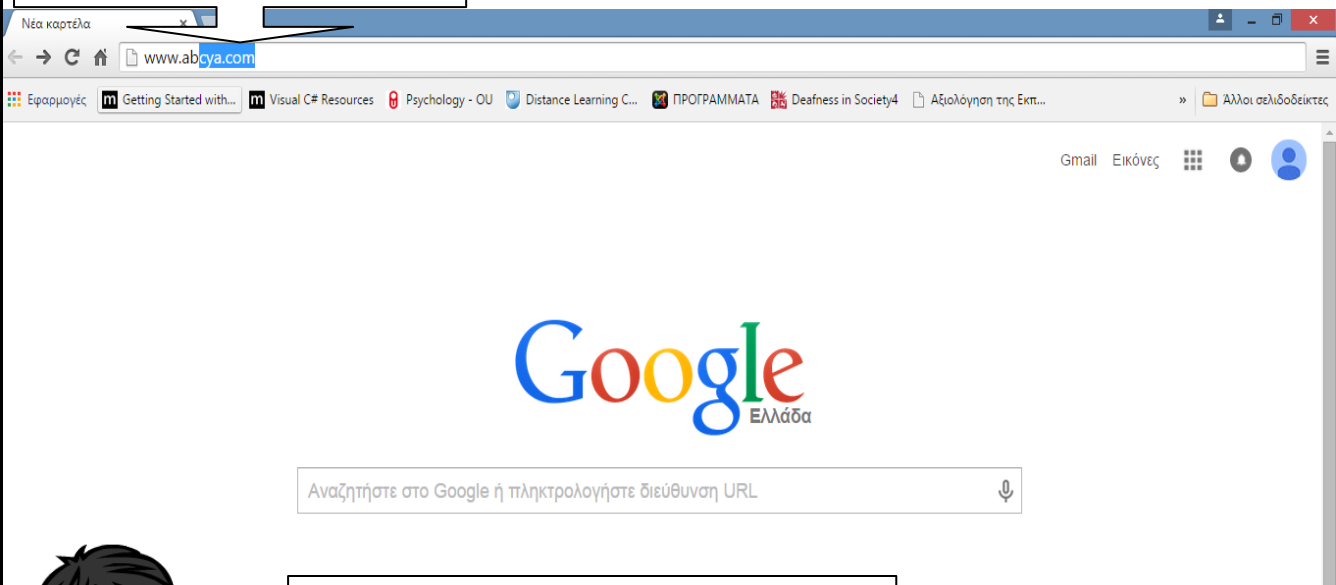 Νέα καρτέλα
www.abcya.com
Εφαρμογές Getting Started with... Visual C# Resources Psychology - OU Distance Learning C... ΠΡΟΓΡΑΜΜΑΤΑ Deafness in Society4 Αξιολόγηση της Εκπ... » Άλλοι σελιδοδείκτες
Gmail Εικόνες
Google
Ελλάδα
Αναζητήστε στο Google ή πληκτρολογήστε διεύθυνση URL